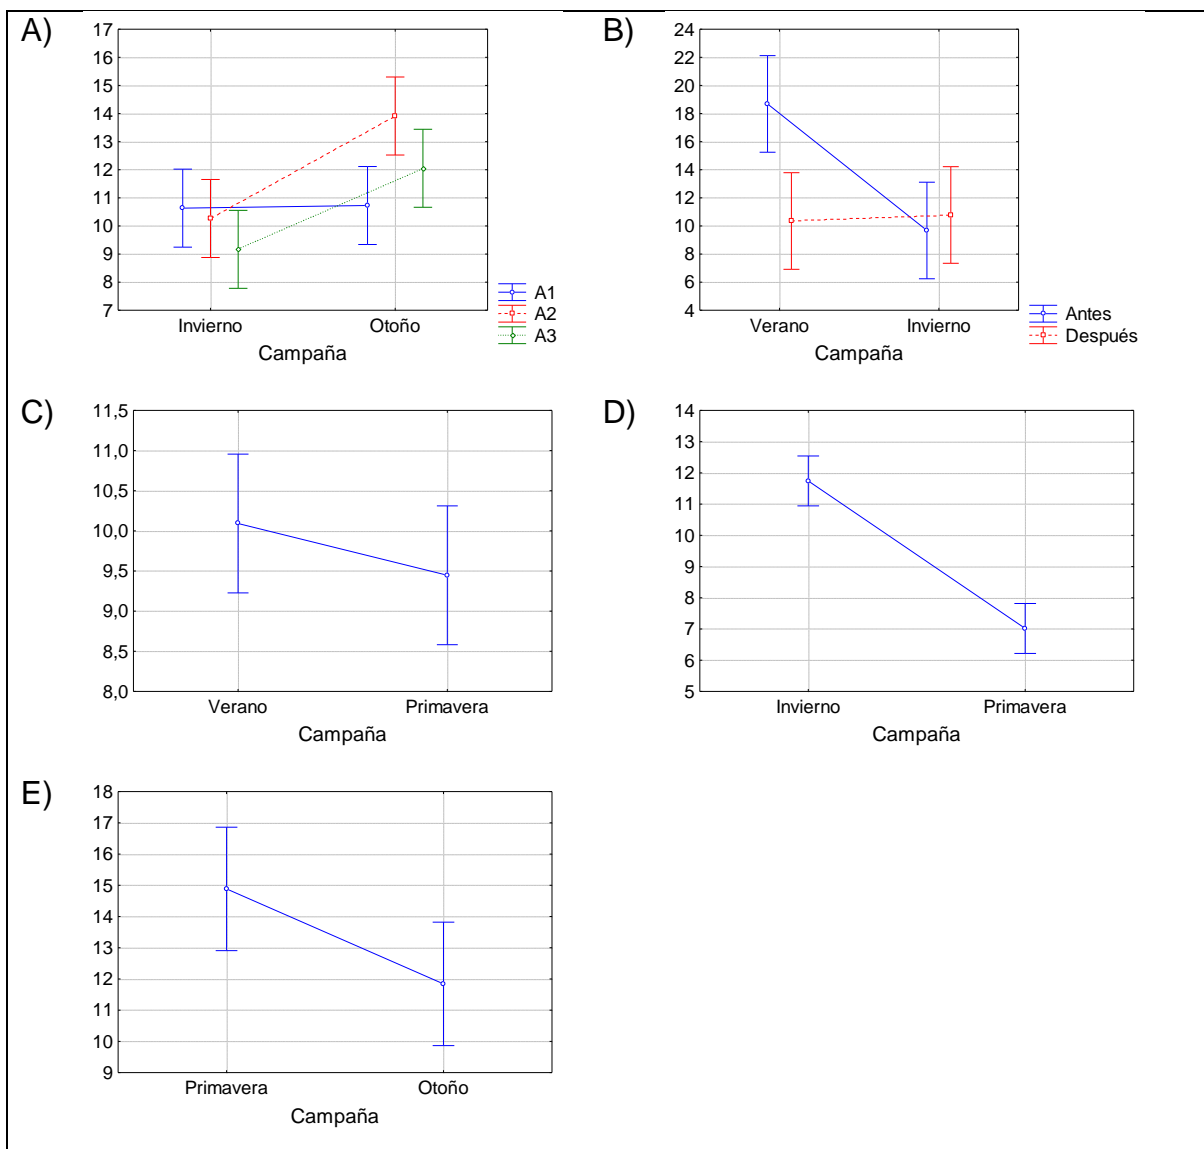 A)
17
16
15
14
13
12
11
10
9
8
7
Invierno Otoño
Campaña
A1
A2
A3
B)
24
22
20
18
16
14
12
10
8
6
4
Verano Invierno
Campaña
Antes
Después
C)
11,5
11,0
10,5
10,0
9,5
9,0
8,5
8,0
Verano Primavera
Campaña
D)
14
13
12
11
10
9
8
7
6
5
Invierno Primavera
Campaña
E)
18
17
16
15
14
13
12
11
10
9
Primavera Otoño
Campaña